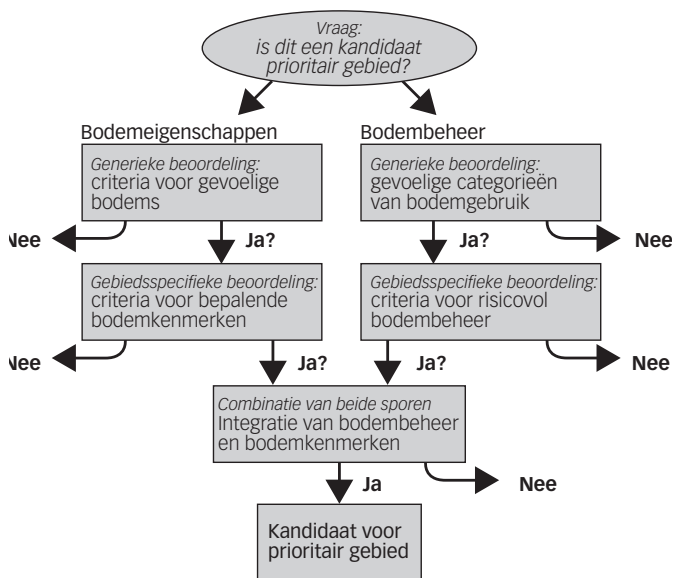 Vraag:
is dit een kandidaat
prioritair gebied?
Bodemeigenschappen
Generieke beoordeling:
criteria voor gevoelige
bodems
Nee
Ja?
Gebiedsspecifieke beoordeling:
criteria voor bepalende
bodemkenmerken
Nee
Ja?
Bodembeheer
Generieke beoordeling:
gevoelige categorieën
van bodemgebruik
Ja?
Nee
Gebiedsspecifieke beoordeling:
criteria voor risicovol
bodembeheer
Ja?
Nee
Combinatie van beide sporen
Integratie van bodembeheer
en bodemkenmerken
Ja
Nee
Kandidaat voor
prioritair gebied